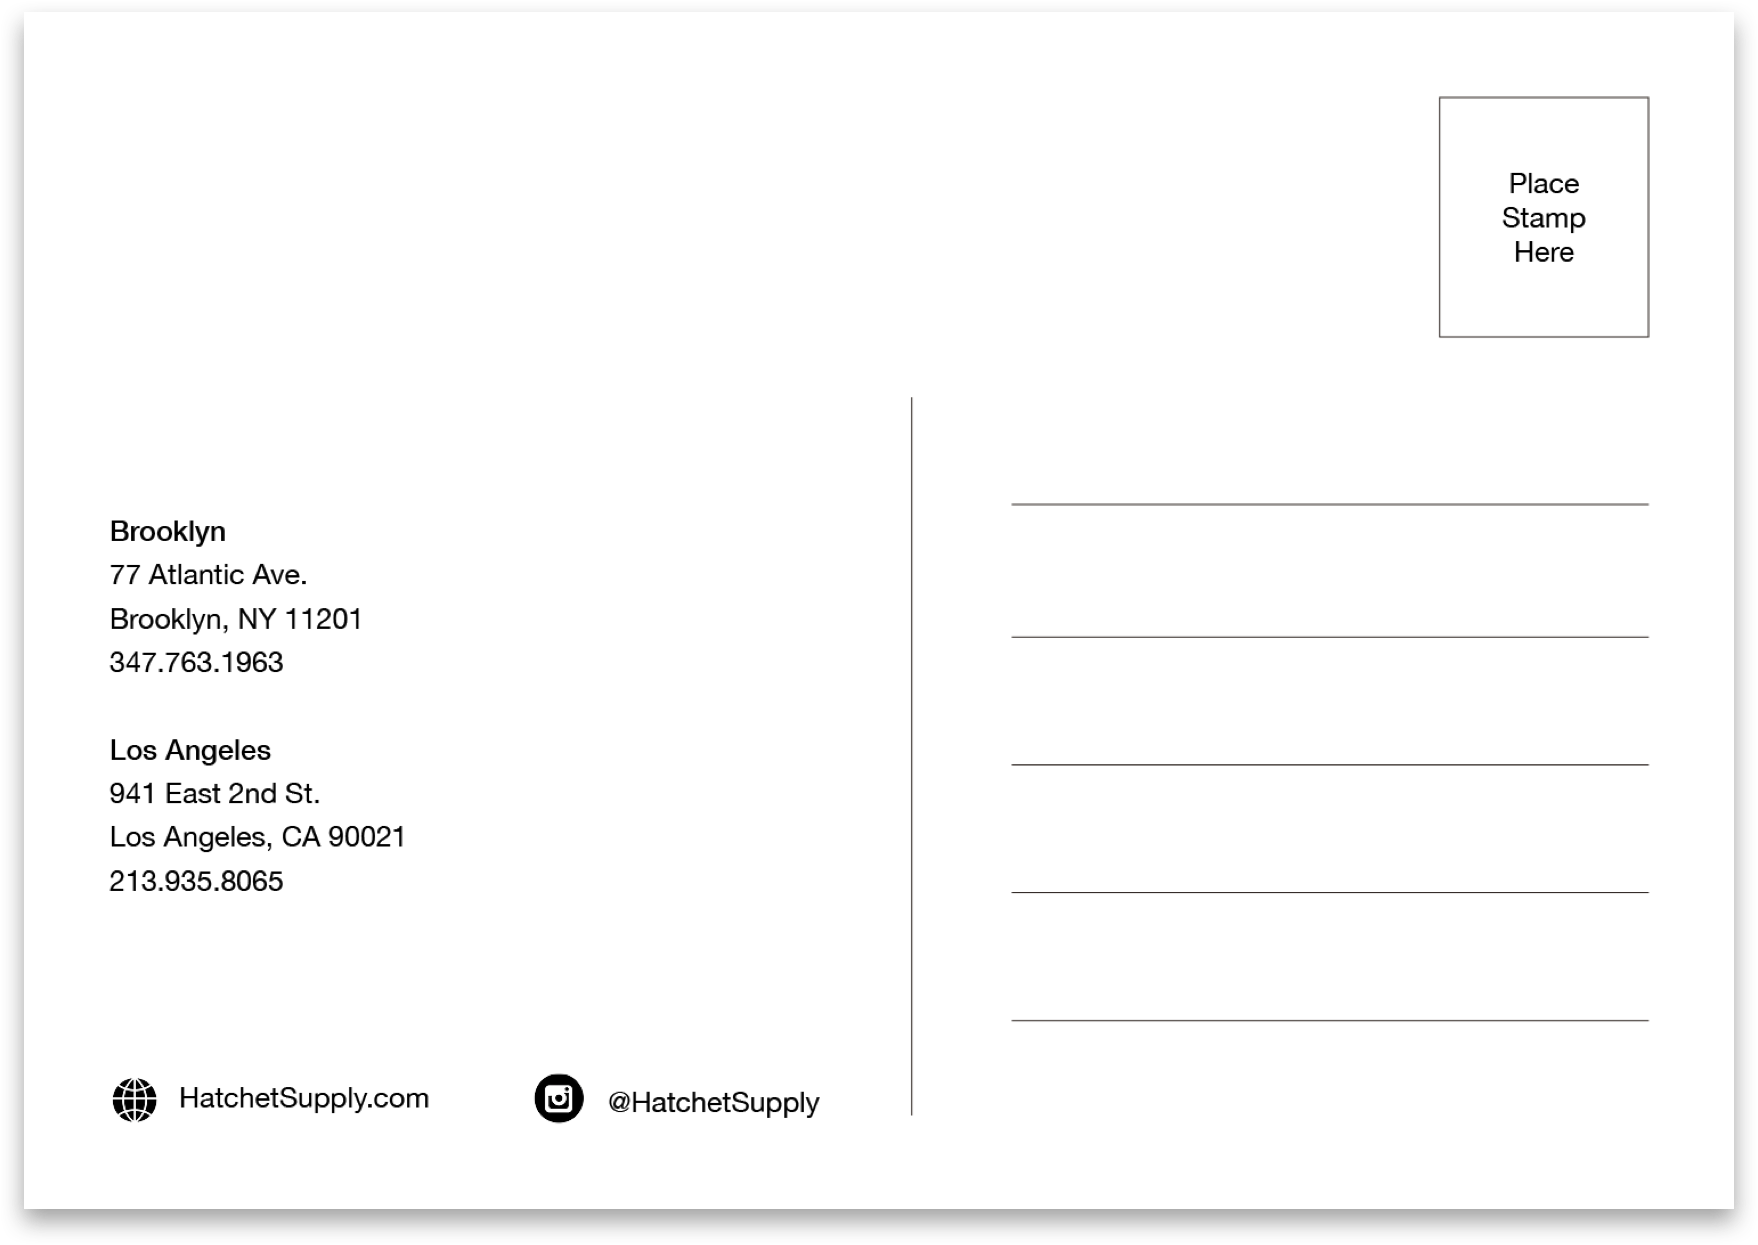 Place
Stamp
Here
Brooklyn
77 Atlantic Ave.
Brooklyn, NY 11201
347.763.1963
Los Angeles
941 East 2nd St.
Los Angeles, CA 90021
213.935.8065
HatchetSupply.com
@HatchetSupply